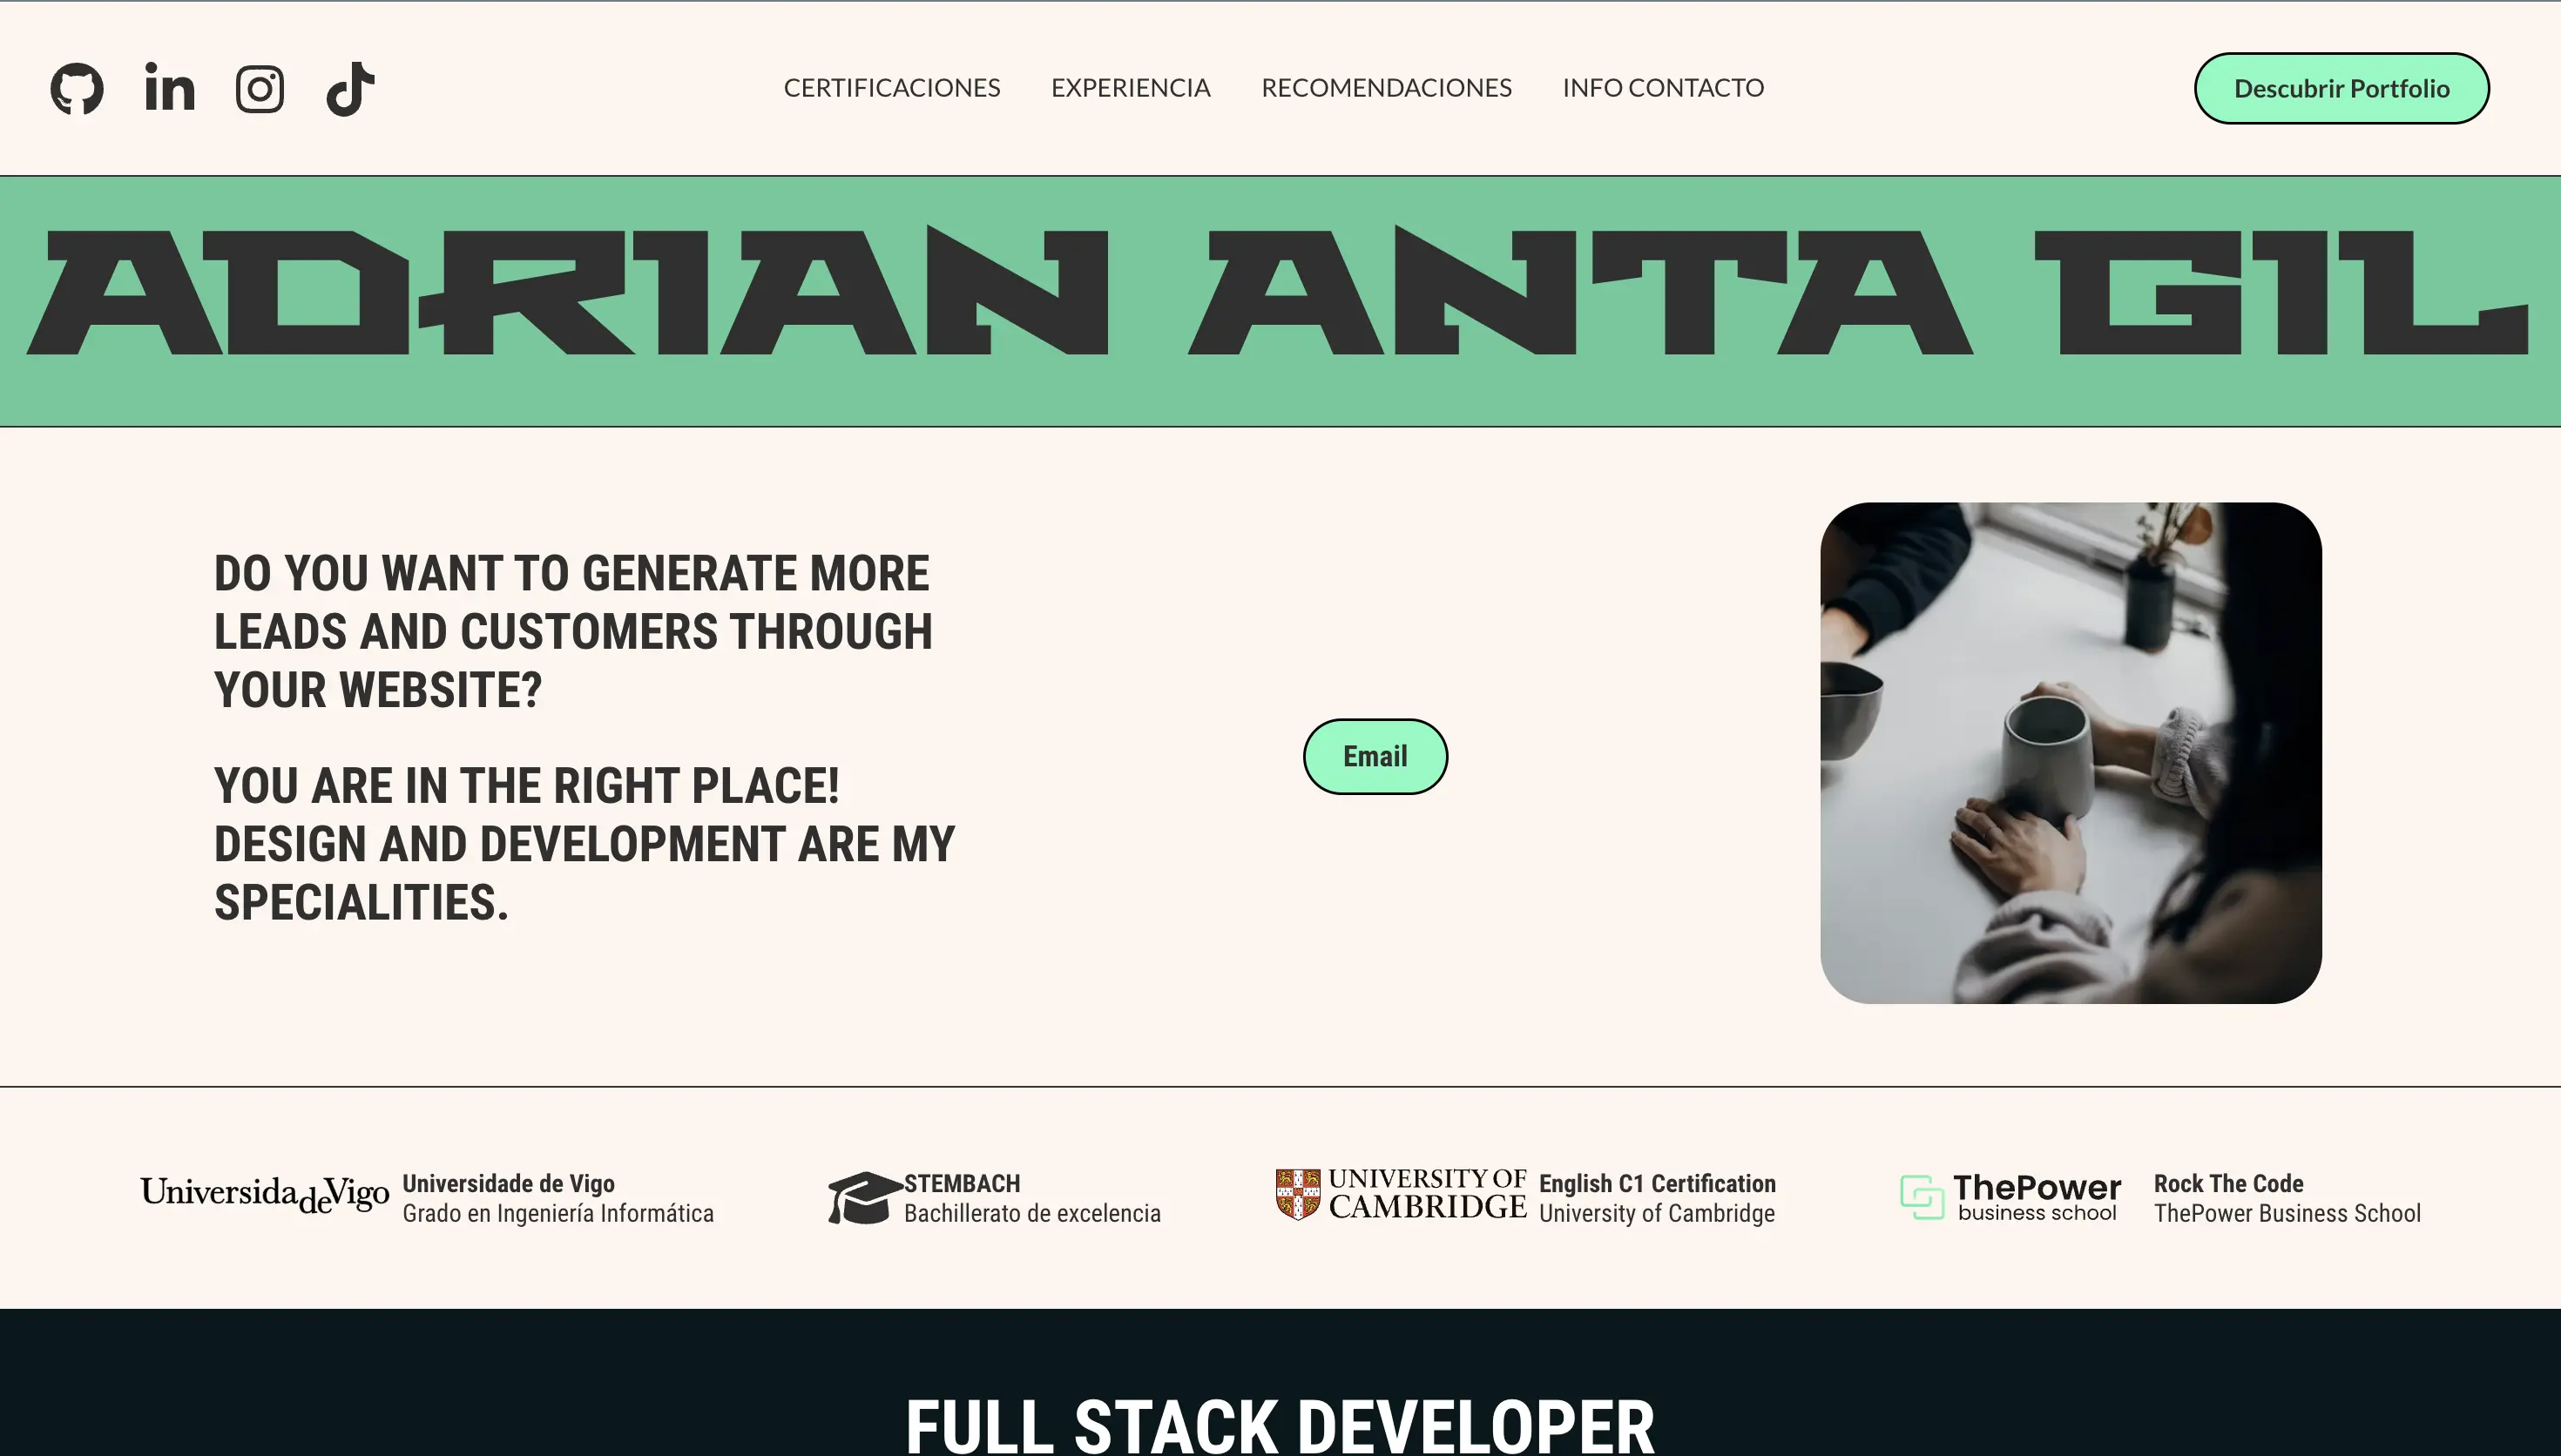 CERTIFICACIONES EXPERIENCIA RECOMENDACIONES INFO CONTACTO
Descubrir Portfolio
ADRIAN ANTA GIL
DO YOU WANT TO GENERATE MORE
LEADS AND CUSTOMERS THROUGH
YOUR WEBSITE?
YOU ARE IN THE RIGHT PLACE!
DESIGN AND DEVELOPMENT ARE MY
SPECIALITIES.
Email
UniversidadeVigo
Universidade de Vigo
Grado en Ingeniería Informática
STEMBACH
Bachillerato de excelencia
UNIVERSITY OF
CAMBRIDGE
English C1 Certification
University of Cambridge
ThePower
business school
Rock The Code
ThePower Business School
FULL STACK DEVELOPER